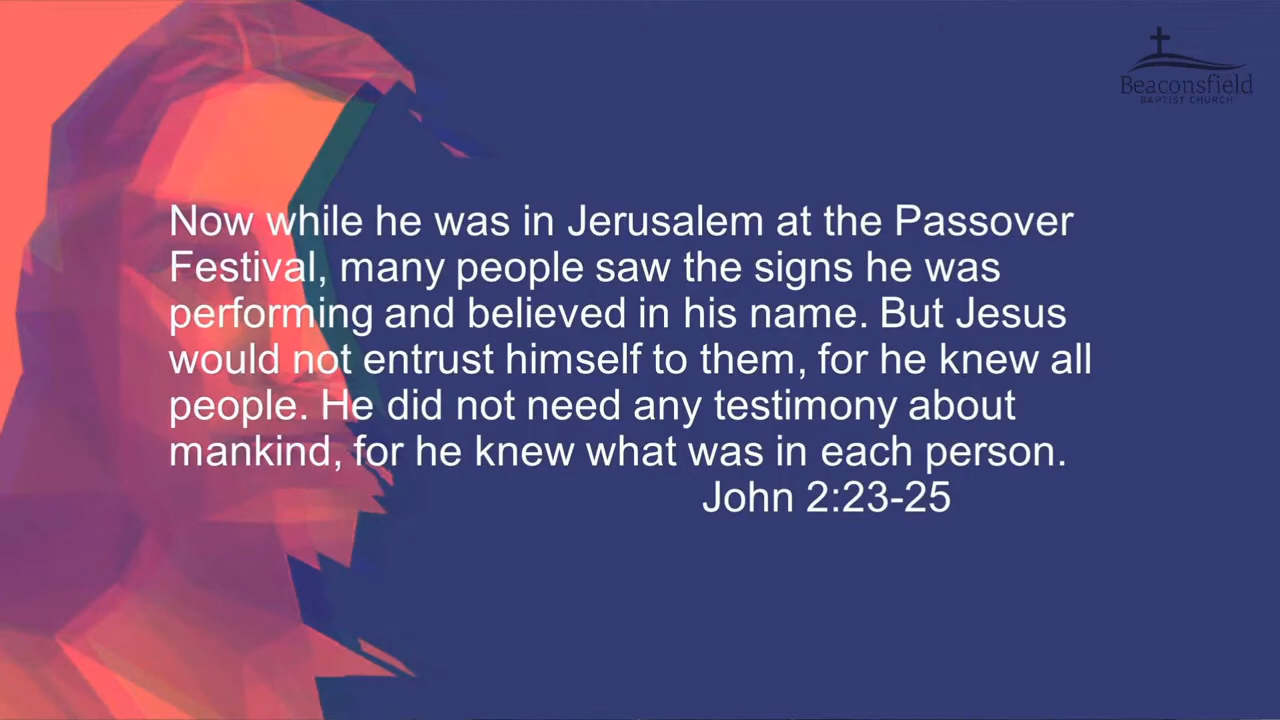 Beaconsfield
BAPTIST CHURCH
Now while he was in Jerusalem at the Passover
Festival, many people saw the signs he was
performing and believed in his name. But Jesus
would not entrust himself to them, for he knew all
people. He did not need any testimony about
mankind, for he knew what was in each person.
John 2:23-25